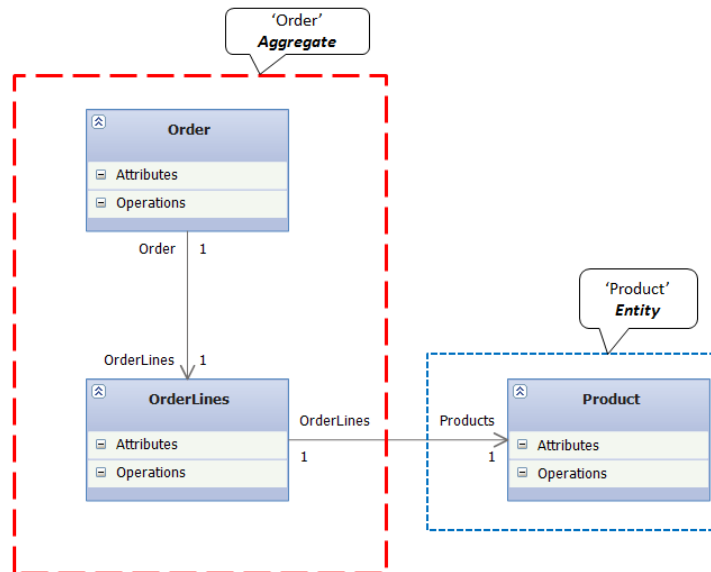 ‘Order’
Aggregate
Order
Attributes
Operations
Order 1
‘Product’
Entity
OrderLines 1
OrderLines
Attributes
Operations
OrderLines
1
Products
1
Product
Attributes
Operations